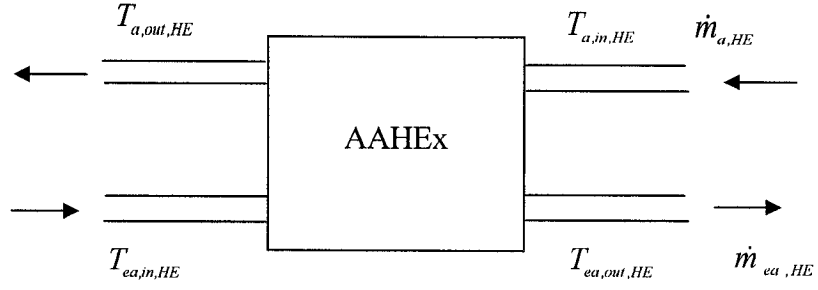 T_{a,out,HE} T_{a,in,HE} ṁ_{a,HE}
AAHEx
T_{ea,in,HE} T_{ea,out,HE} ṁ_{ea,HE}